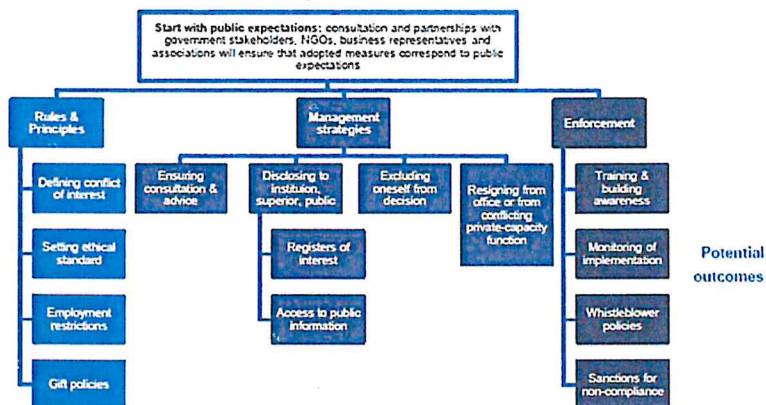 Start with public expectations: consultation and partnerships with
government stakeholders, NGOs, business representatives and
associations will ensure that adopted measures correspond to public
expectations
Rules &
Principles
Defining conflict
of interest
Setting ethical
standard
Employment
restrictions
Gift policies
Management
strategies
Ensuring
consultation &
advice
Disclosing to
instituion,
superior, public
Registers of
interest
Access to public
information
Excluding
oneself from
decision
Resigning from
office or from
conflicting
private-capacity
function
Enforcement
Training &
building
awareness
Monitoring of
implementation
Whistleblower
policies
Sanctions for
non-compliance
Potential
outcomes